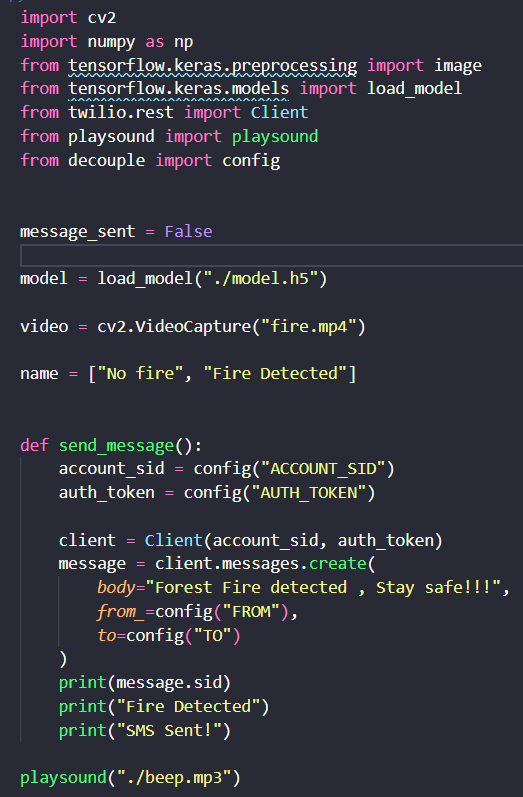 import cv2
import numpy as np
from tensorflow.keras.preprocessing import image
from tensorflow.keras.models import load_model
from twilio.rest import Client
from playsound import playsound
from decouple import config
message_sent = False
model = load_model("./model.h5")
video = cv2.VideoCapture("fire.mp4")
name = ["No fire", "Fire Detected"]
def send_message():
    account_sid = config("ACCOUNT_SID")
    auth_token = config("AUTH_TOKEN")
    client = Client(account_sid, auth_token)
    message = client.messages.create(
        body="Forest Fire detected , Stay safe!!!",
        from_=config("FROM"),
        to=config("TO")
    )
    print(message.sid)
    print("Fire Detected")
    print("SMS Sent!")
playsound("./beep.mp3")